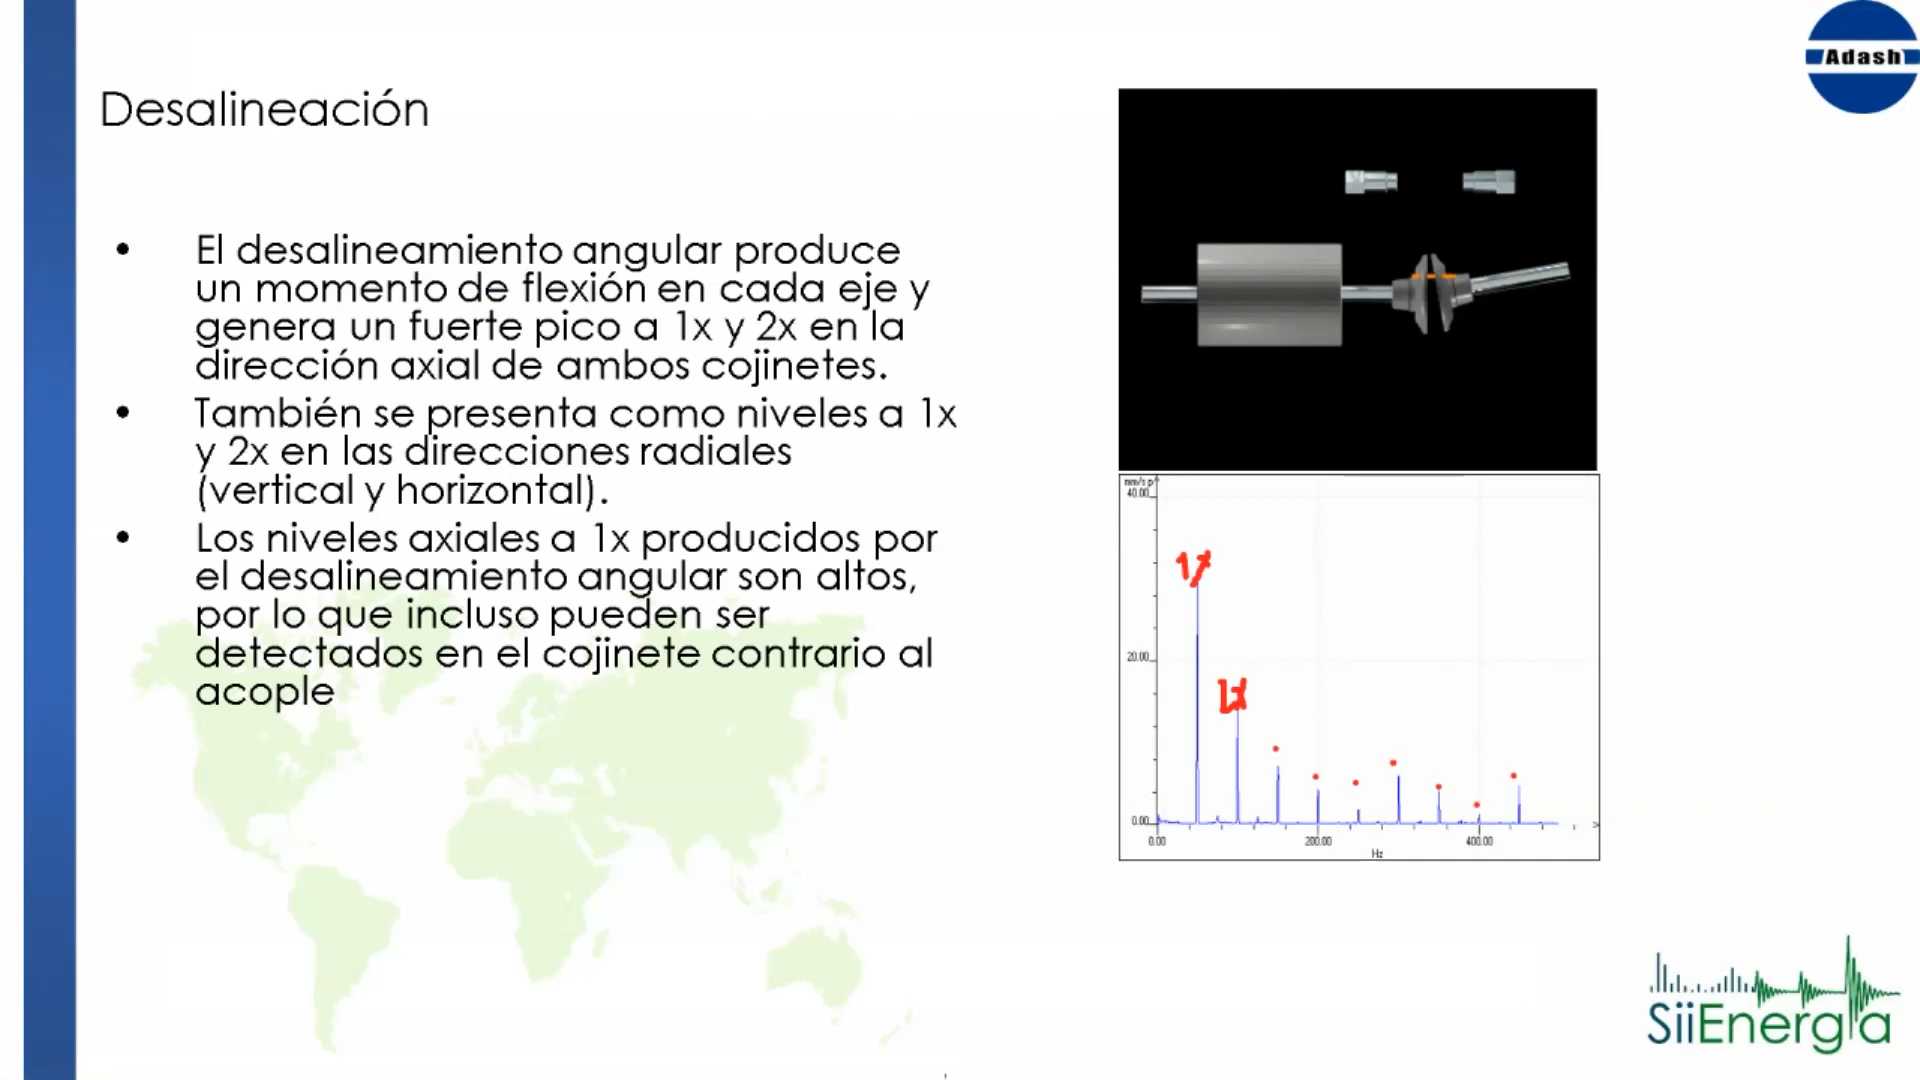 Adash
Desalineación
• El desalineamiento angular produce
un momento de flexión en cada eje y
genera un fuerte pico a 1x y 2x en la
dirección axial de ambos cojinetes.
• También se presenta como niveles a 1x
y 2x en las direcciones radiales
(vertical y horizontal).
• Los niveles axiales a 1x producidos por
el desalineamiento angular son altos,
por lo que incluso pueden ser
detectados en el cojinete contrario al
acople
mm/s
40.00
1x
20.00
0.00
0.00 200.00 400.00
Hz
SiiEnergía